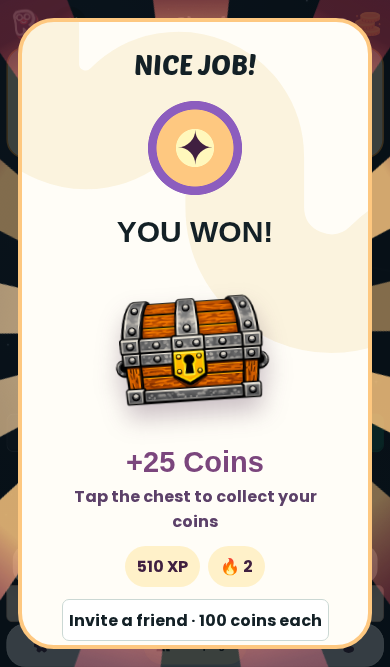 NICE JOB!
YOU WON!
+25 Coins
Tap the chest to collect your
coins
510 XP
🔥 2
Invite a friend · 100 coins each